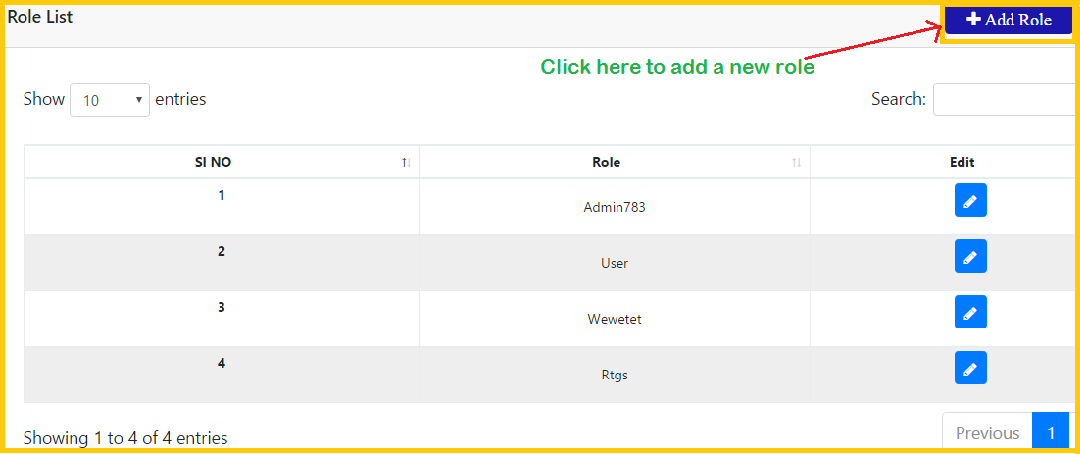 Role List
Add Role
Click here to add a new role
Show 10 entries
Search:
SI NO Role Edit
1 Admin783
2 User
3 Wewetet
4 Rtgs
Showing 1 to 4 of 4 entries
Previous 1